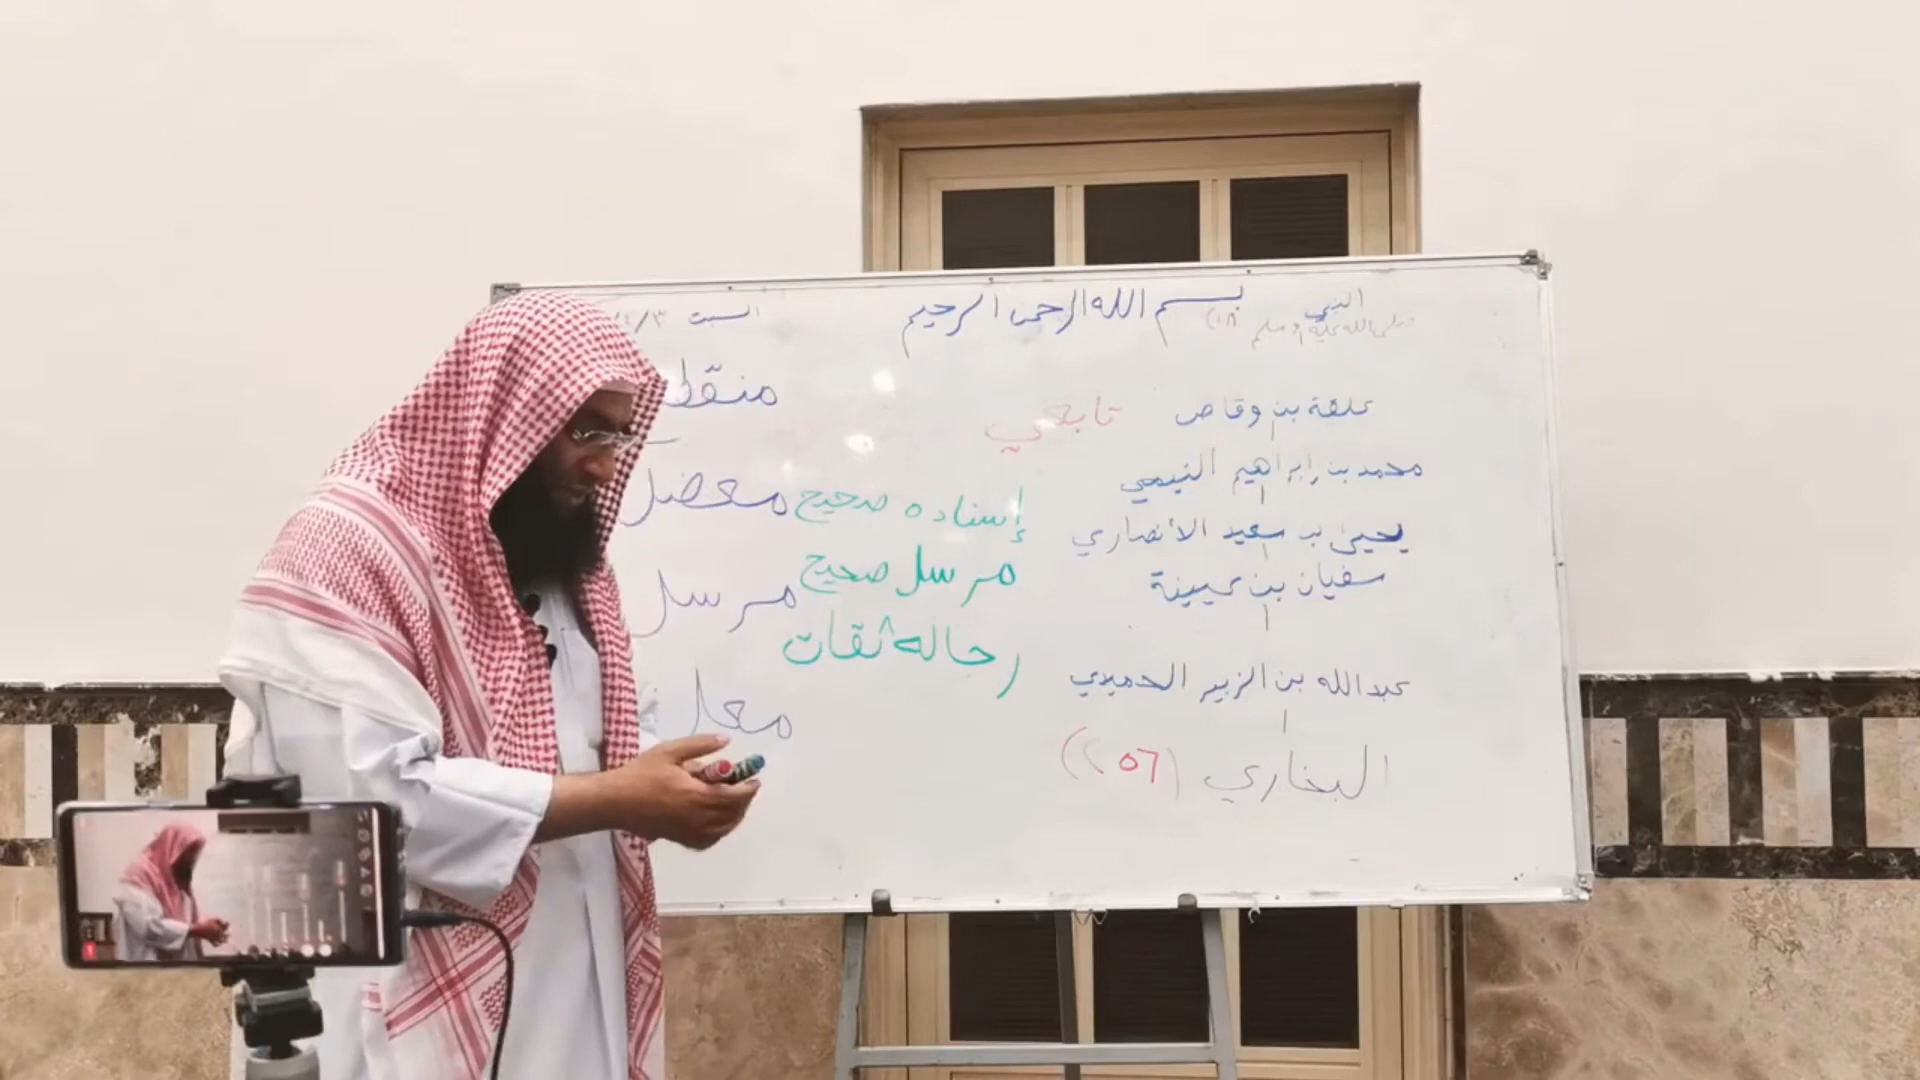 بسم الله الرحمن الرحيم
النبي
صلى الله عليه وسلم
السبت
علقمة بن وقاص
تابعي
محمد بن إبراهيم التيمي
يحيى بن سعيد الأنصاري
سفيان بن عيينة
عبدالله بن الزبير الحميدي
البخاري (٢٥٦)
إسناده صحيح
مرسل صحيح
رجاله ثقات
معضل
مرسل